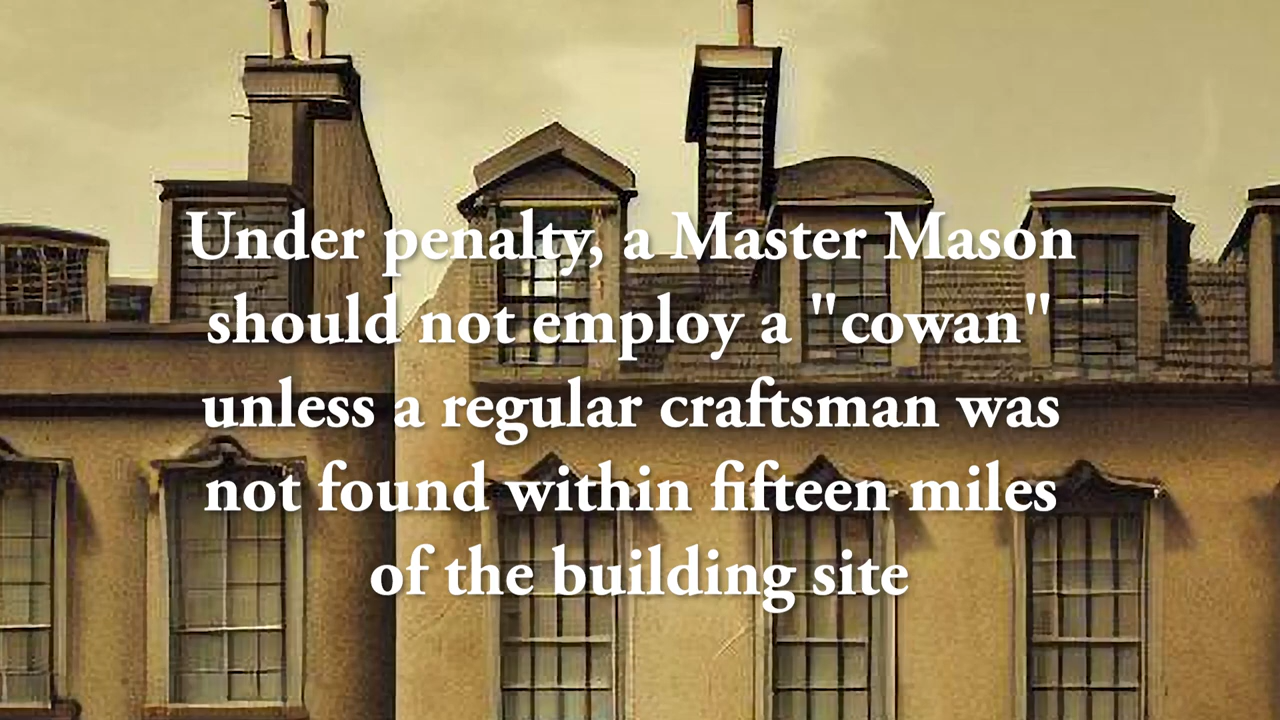 Under penalty, a Master Mason
should not employ a "cowan"
unless a regular craftsman was
not found within fifteen miles
of the building site